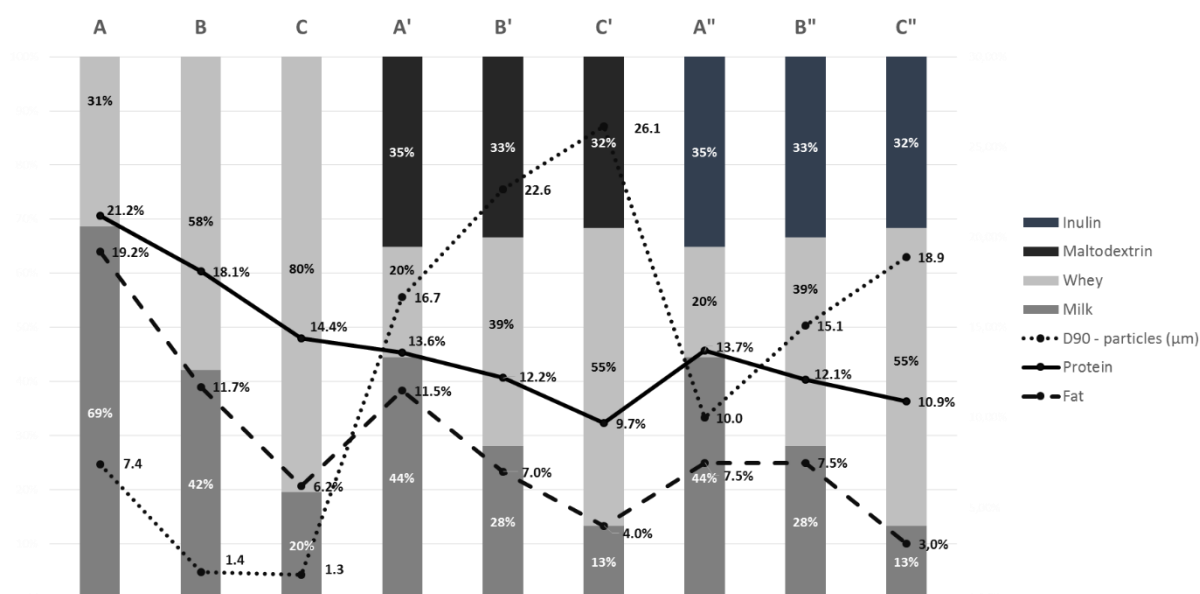 A B C A' B' C' A" B" C"
31%
35% 33% 32% 35% 33% 32%
26.1
22.6
21.2%
58%
19.2% 18.1%
80%
20% 16.7
39%
55%
20%
39%
18.9
15.1
55%
14.4% 13.6% 12.2% 9.7% 13.7% 12.1% 10.9%
11.7% 11.5% 10.0
69%
7.4
42%
6.2%
44%
7.0%
44% 7.5% 7.5%
28%
4.0%
28%
3,0%
1.4
20%
1.3
13%
13%
Inulin
Maltodextrin
Whey
Milk
D90 - particles (µm)
Protein
Fat